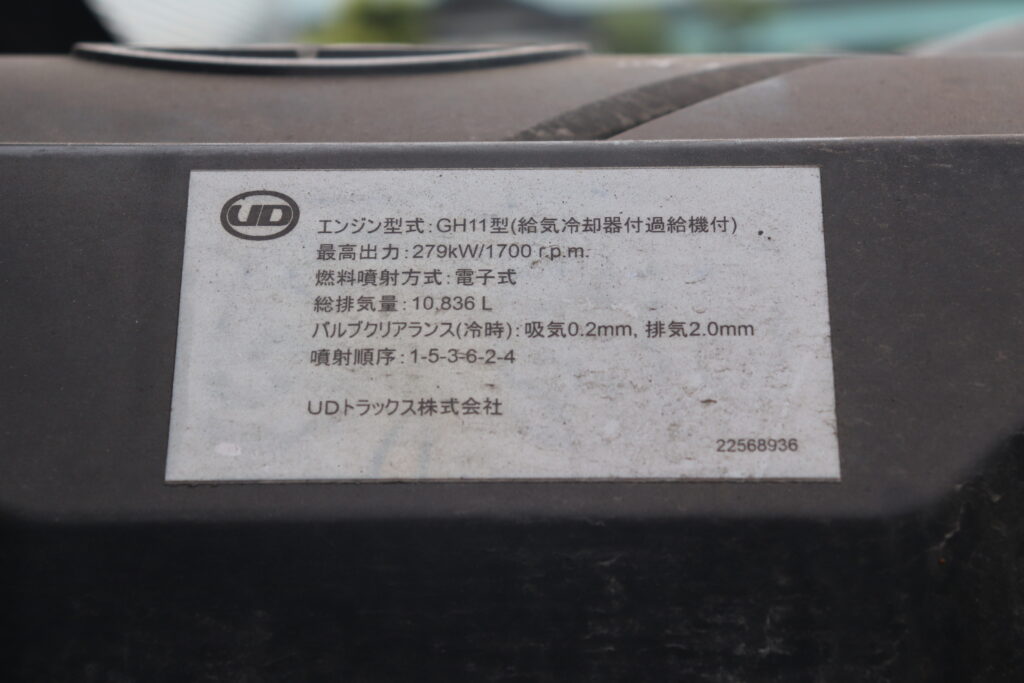 UD
エンジン型式:GH11型(給気冷却器付過給機付)
最高出力:279kW/1700 r.p.m.
燃料噴射方式:電子式
総排気量:10,836 L
バルブクリアランス(冷時):吸気0.2mm, 排気2.0mm
噴射順序:1-5-3-6-2-4
UDトラックス株式会社
22568936